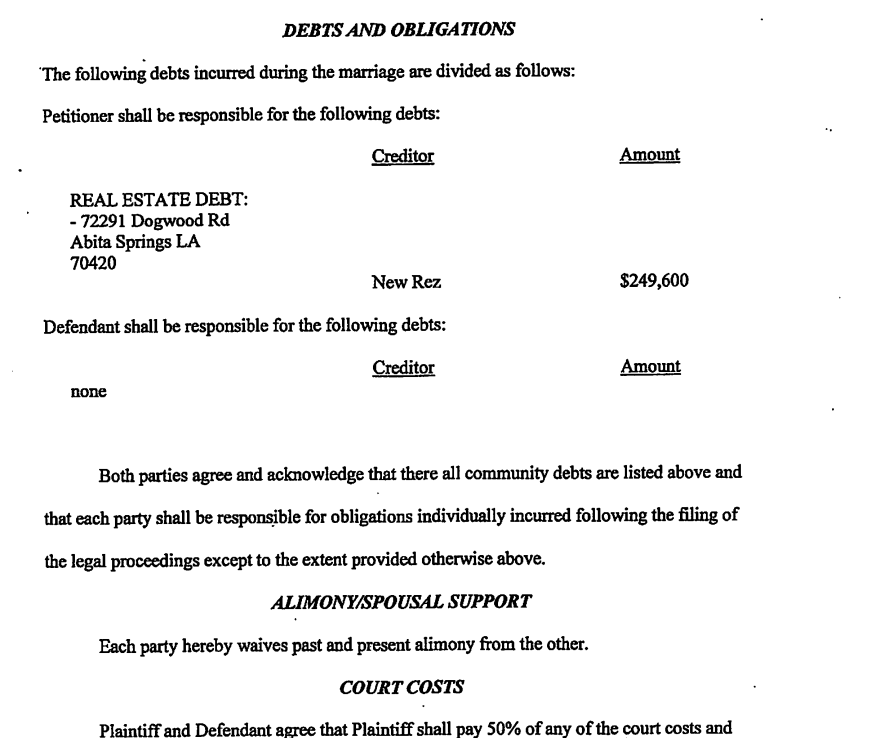 DEBTS AND OBLIGATIONS
The following debts incurred during the marriage are divided as follows:
Petitioner shall be responsible for the following debts:
Creditor Amount
REAL ESTATE DEBT:
- 72291 Dogwood Rd
Abita Springs LA
70420
New Rez $249,600
Defendant shall be responsible for the following debts:
Creditor Amount
none
Both parties agree and acknowledge that there all community debts are listed above and
that each party shall be responsible for obligations individually incurred following the filing of
the legal proceedings except to the extent provided otherwise above.
ALIMONY/SPOUSAL SUPPORT
Each party hereby waives past and present alimony from the other.
COURT COSTS
Plaintiff and Defendant agree that Plaintiff shall pay 50% of any of the court costs and